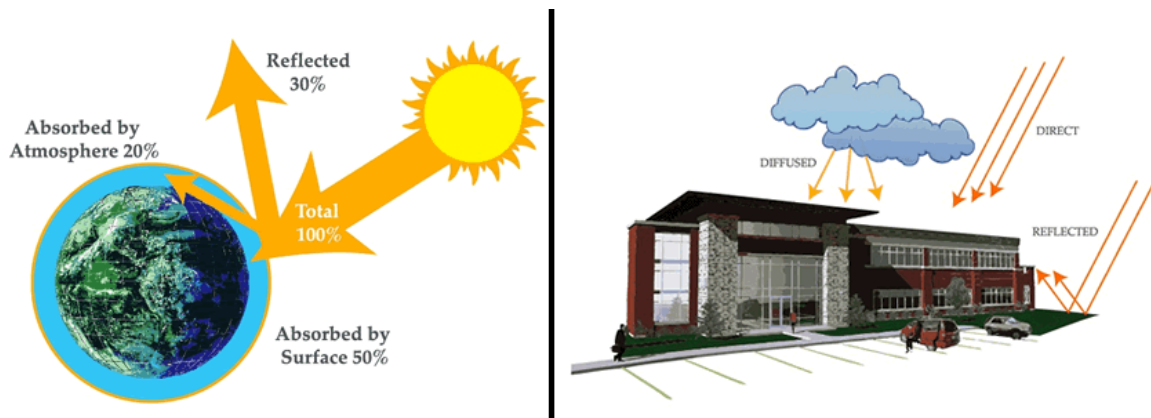 Reflected
30%
Absorbed by
Atmosphere 20%
Total
100%
Absorbed by
Surface 50%
DIFFUSED
DIRECT
REFLECTED